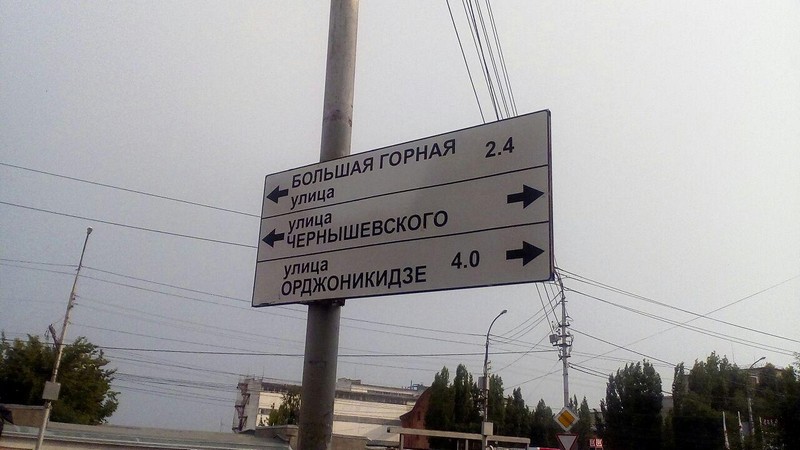 БОЛЬШАЯ ГОРНАЯ 2.4
улица
улица
ЧЕРНЫШЕВСКОГО
улица 4.0
ОРДЖОНИКИДЗЕ